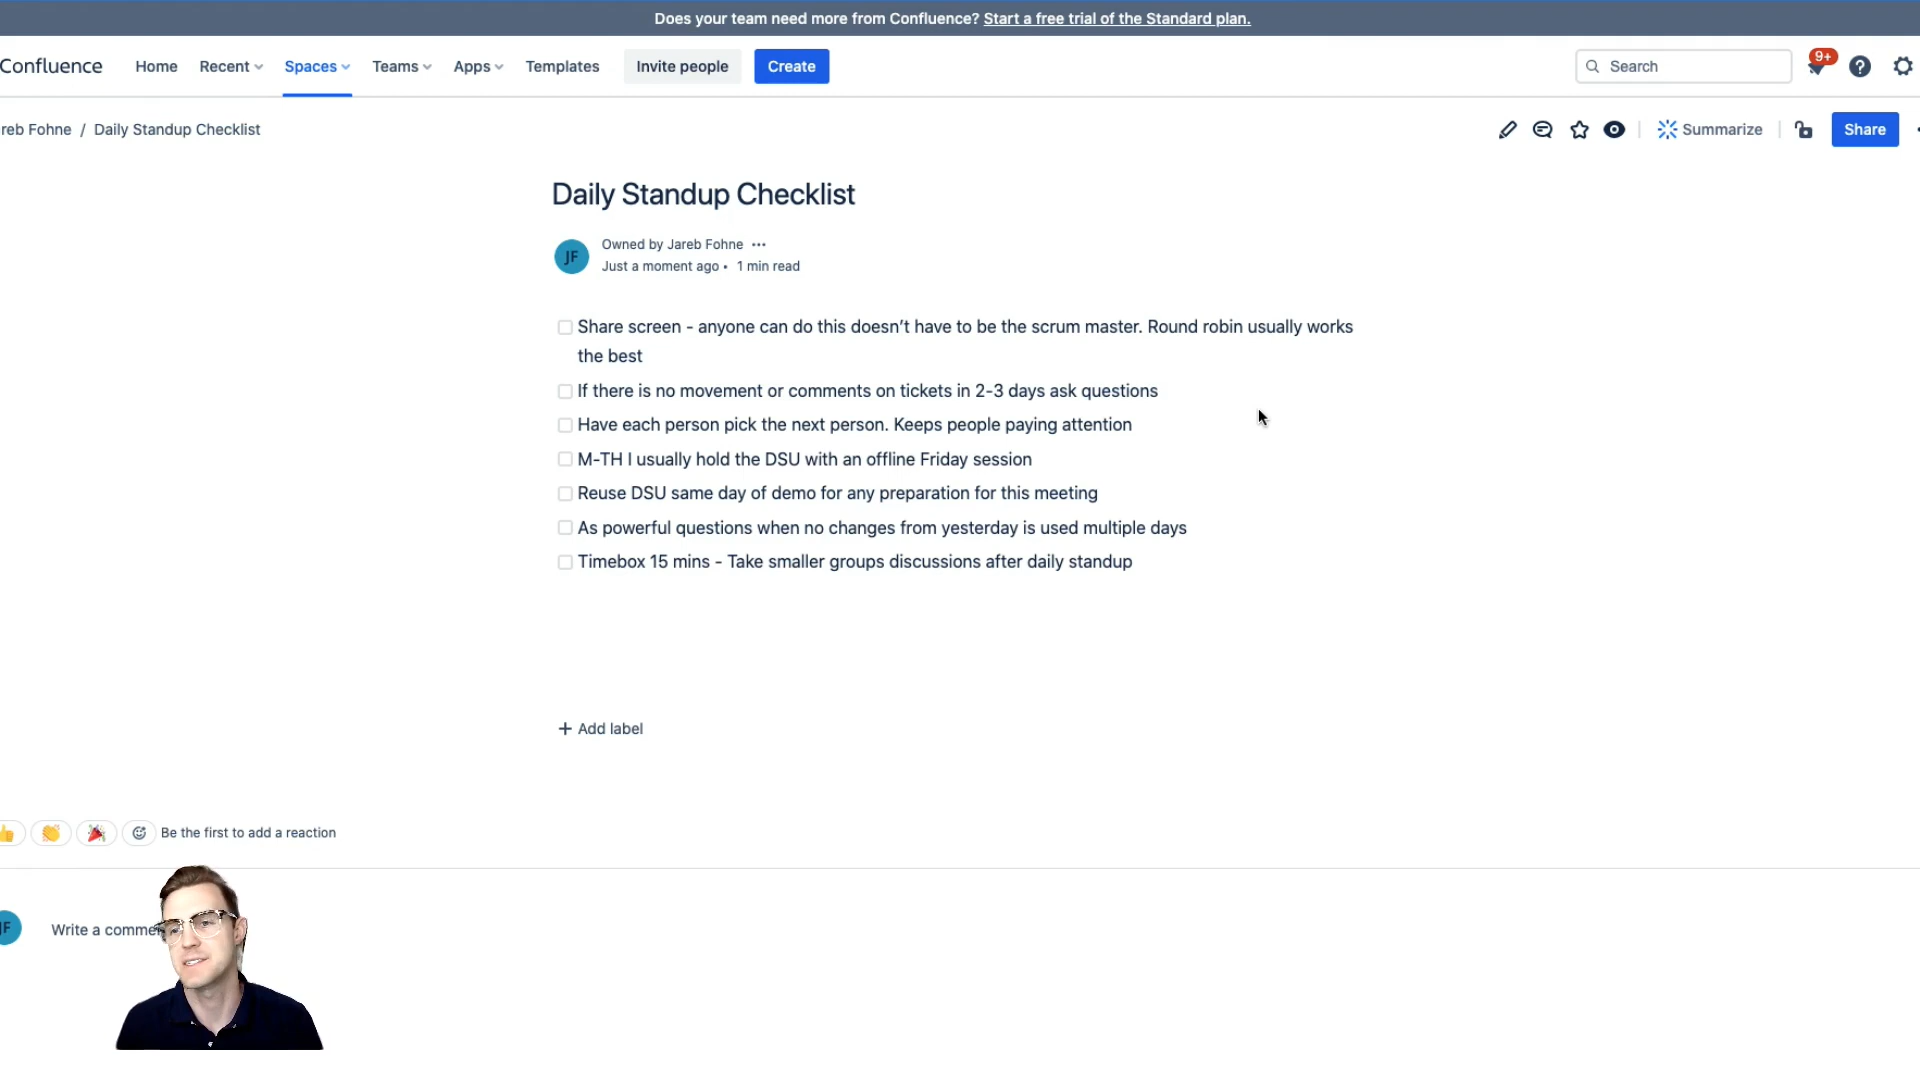 Does your team need more from Confluence? Start a free trial of the Standard plan.
Confluence Home Recent Spaces Teams Apps Templates Invite people Create Search 9+
reb Fohne / Daily Standup Checklist Summarize Share
Daily Standup Checklist
JF Owned by Jareb Fohne •••
Just a moment ago • 1 min read
Share screen - anyone can do this doesn’t have to be the scrum master. Round robin usually works
the best
If there is no movement or comments on tickets in 2-3 days ask questions
Have each person pick the next person. Keeps people paying attention
M-TH I usually hold the DSU with an offline Friday session
Reuse DSU same day of demo for any preparation for this meeting
As powerful questions when no changes from yesterday is used multiple days
Timebox 15 mins - Take smaller groups discussions after daily standup
+ Add label
Be the first to add a reaction
JF Write a comme